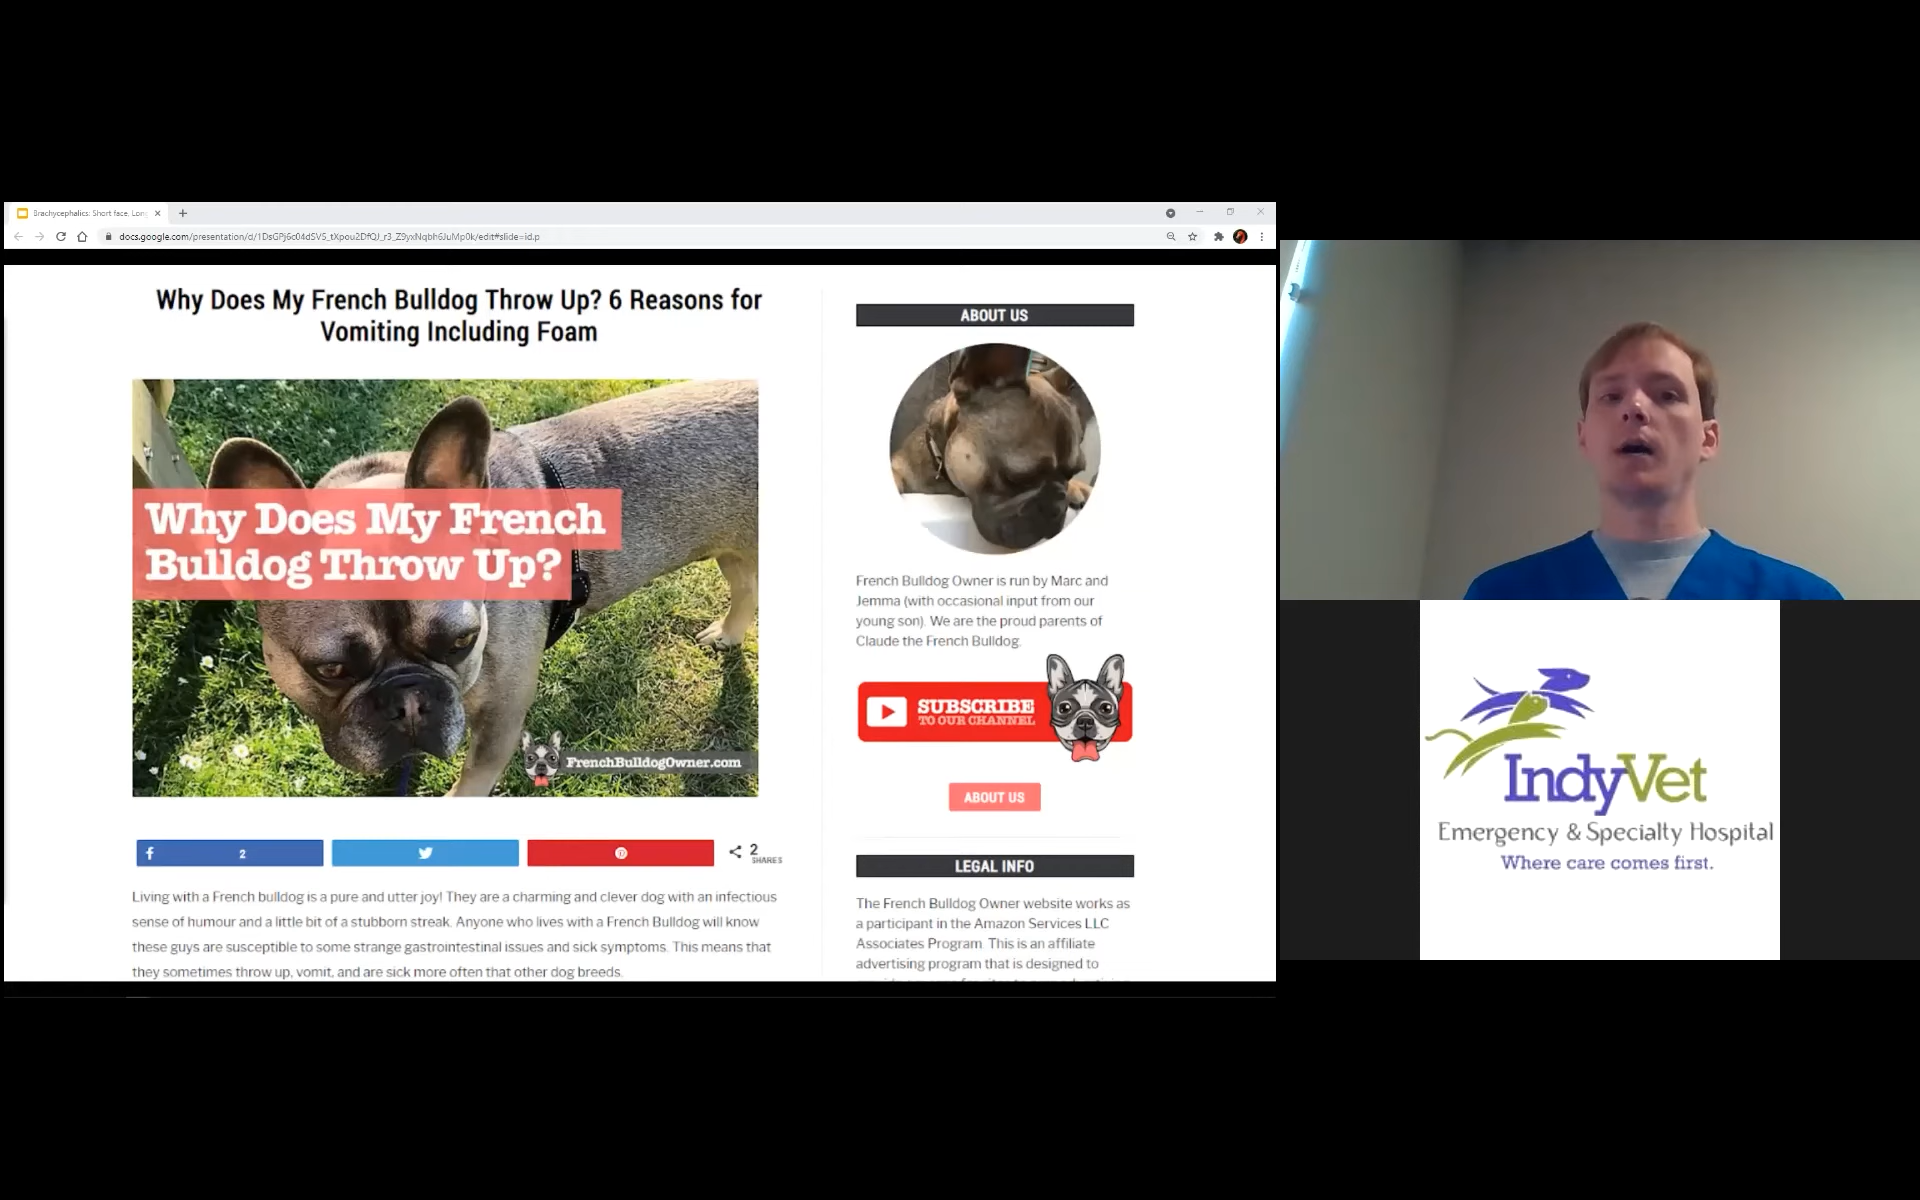 Brachycephalics: Short face, Lon
docs.google.com/presentation/d/1DsGPj6c04dSVS_tXpou2DfQJ_r3_Z9yxNqbh6JuMp0k/edit#slide=id.p
Why Does My French Bulldog Throw Up? 6 Reasons for
Vomiting Including Foam
Why Does My French
Bulldog Throw Up?
FrenchBulldogOwner.com
2
2
SHARES
Living with a French bulldog is a pure and utter joy! They are a charming and clever dog with an infectious
sense of humour and a little bit of a stubborn streak. Anyone who lives with a French Bulldog will know
these guys are susceptible to some strange gastrointestinal issues and sick symptoms. This means that
they sometimes throw up, vomit, and are sick more often that other dog breeds.
ABOUT US
French Bulldog Owner is run by Marc and
Jemma (with occasional input from our
young son). We are the proud parents of
Claude the French Bulldog.
SUBSCRIBE
TO OUR CHANNEL
ABOUT US
LEGAL INFO
The French Bulldog Owner website works as
a participant in the Amazon Services LLC
Associates Program. This is an affiliate
advertising program that is designed to
IndyVet
Emergency & Specialty Hospital
Where care comes first.